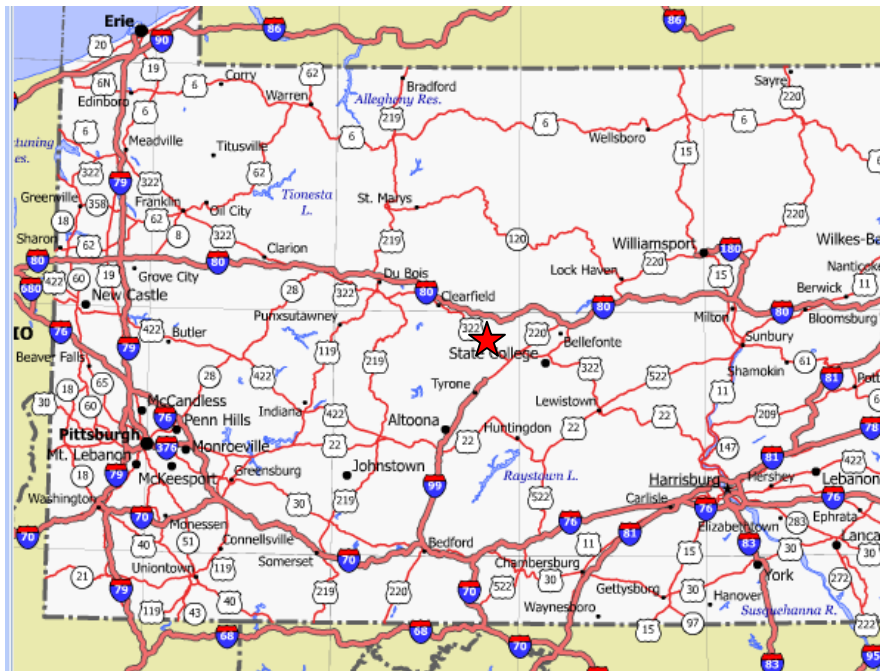 Erie
90
86
86
20
19
6N
Edinboro
Corry
62
Warren
6
6
Allegheny Res.
Bradford
219
Sayre
220
6
6
Wellsboro
15
6
tuning
es.
Meadville
Titusville
322
79
322
62
Tionesta
L.
St. Marys
Greenville
358
Franklin
Oil City
62
18
8
322
219
120
220
Sharon
62
Clarion
Williamsport
180
Wilkes-Ba
80
80
19
Grove City
422
60
680
New Castle
Du Bois
322
28
80
Clearfield
Lock Haven
220
15
Nanticoke
Berwick
11
80
Milton
80
Bloomsburg
Punxsutawney
IO
76
422
Butler
79
119
219
322
220
Bellefonte
State College
Sunbury
Beaver Falls
18
65
60
30
28
422
Tyrone
322
522
Shamokin
61
81
Pott
11
McCandless
76
Penn Hills
Indiana
422
Altoona
Lewistown
22
209
78
Pittsburgh
376
Monroeville
22
22
Huntingdon
22
147
81
Mt. Lebanon
18
79
McKeesport
Greensburg
Johnstown
219
99
Raystown L.
522
Harrisburg
Hershey
422
Lebanon
Washington
70
70
Monessen
30
Carlisle
76
76
76
Elizabethtown
283
Ephrata
40
51
Connellsville
Somerset
70
Bedford
76
81
11
15
83
30
Lanca
30
21
Uniontown
119
219
220
70
522
Chambersburg
30
Gettysburg
30
York
272
79
119
43
40
Waynesboro
Hanover
Susquehanna R.
222
68
68
70
15
97
83
95